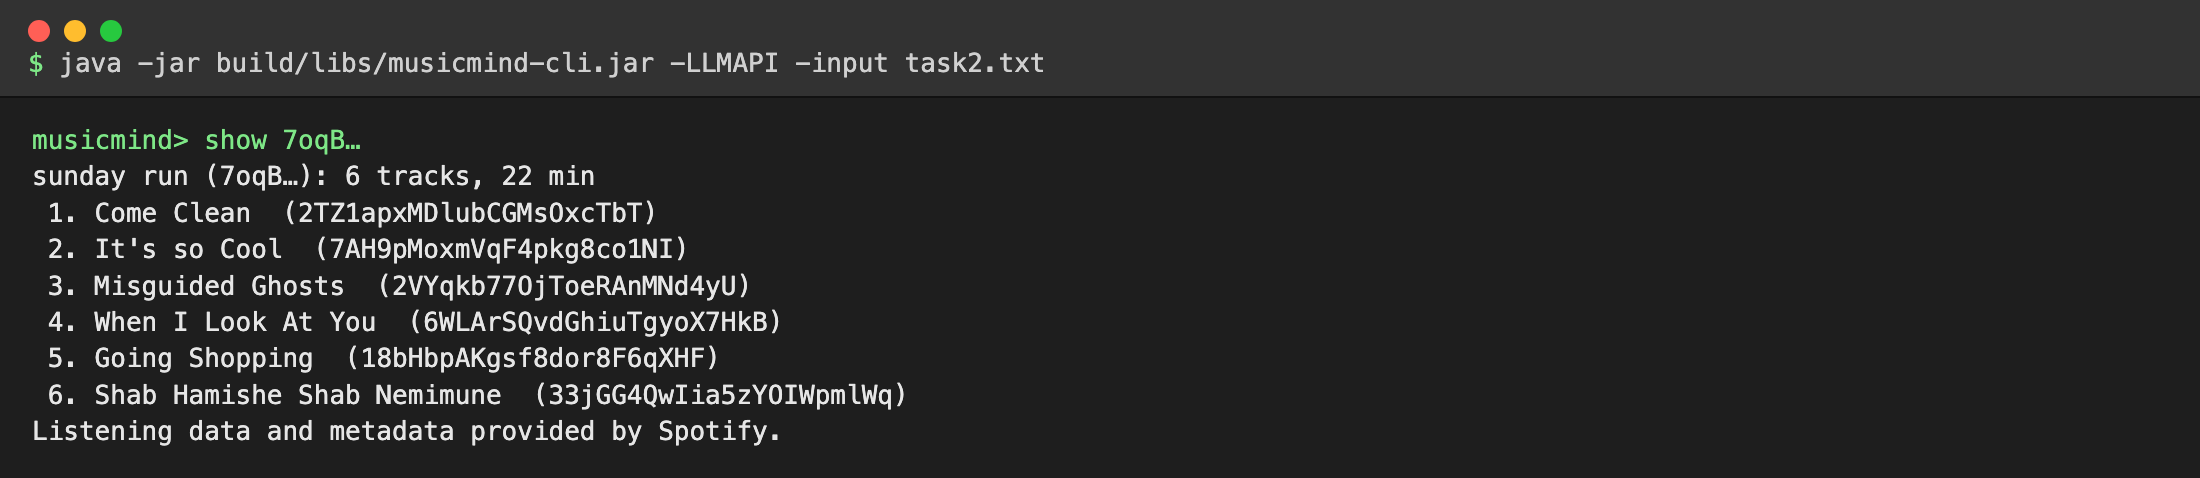 $ java -jar build/libs/musicmind-cli.jar -LLMAPI -input task2.txt
musicmind> show 7oqB…
sunday run (7oqB…): 6 tracks, 22 min
1. Come Clean (2TZ1apxMDlubCGMsOxcTbT)
2. It's so Cool (7AH9pMoxmVqF4pkg8co1NI)
3. Misguided Ghosts (2VYqkb77OjToeRAnMNd4yU)
4. When I Look At You (6WLArSQvdGhiuTgyoX7HkB)
5. Going Shopping (18bHbpAKgsf8dor8F6qXHF)
6. Shab Hamishe Shab Nemimune (33jGG4QwIia5zYOIWpmlWq)
Listening data and metadata provided by Spotify.